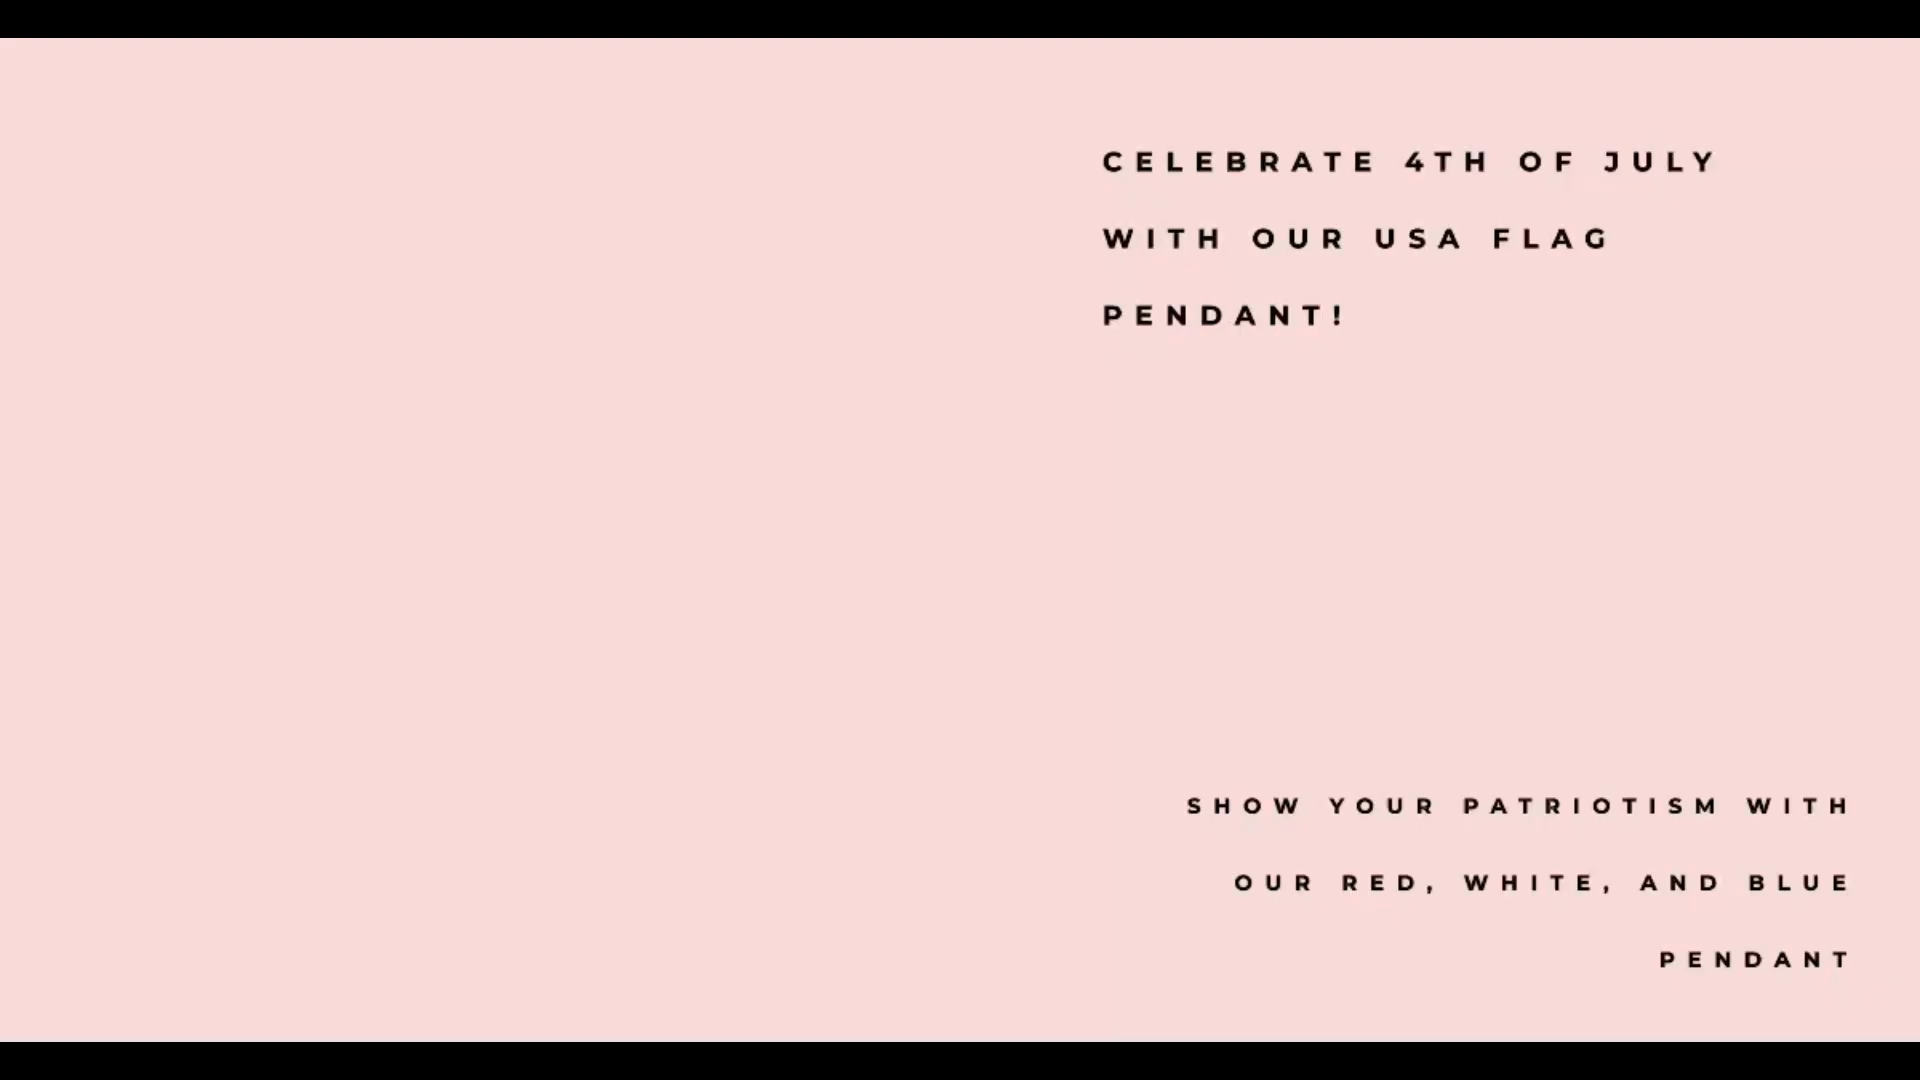 CELEBRATE 4TH OF JULY
WITH OUR USA FLAG
PENDANT!
SHOW YOUR PATRIOTISM WITH
OUR RED, WHITE, AND BLUE
PENDANT